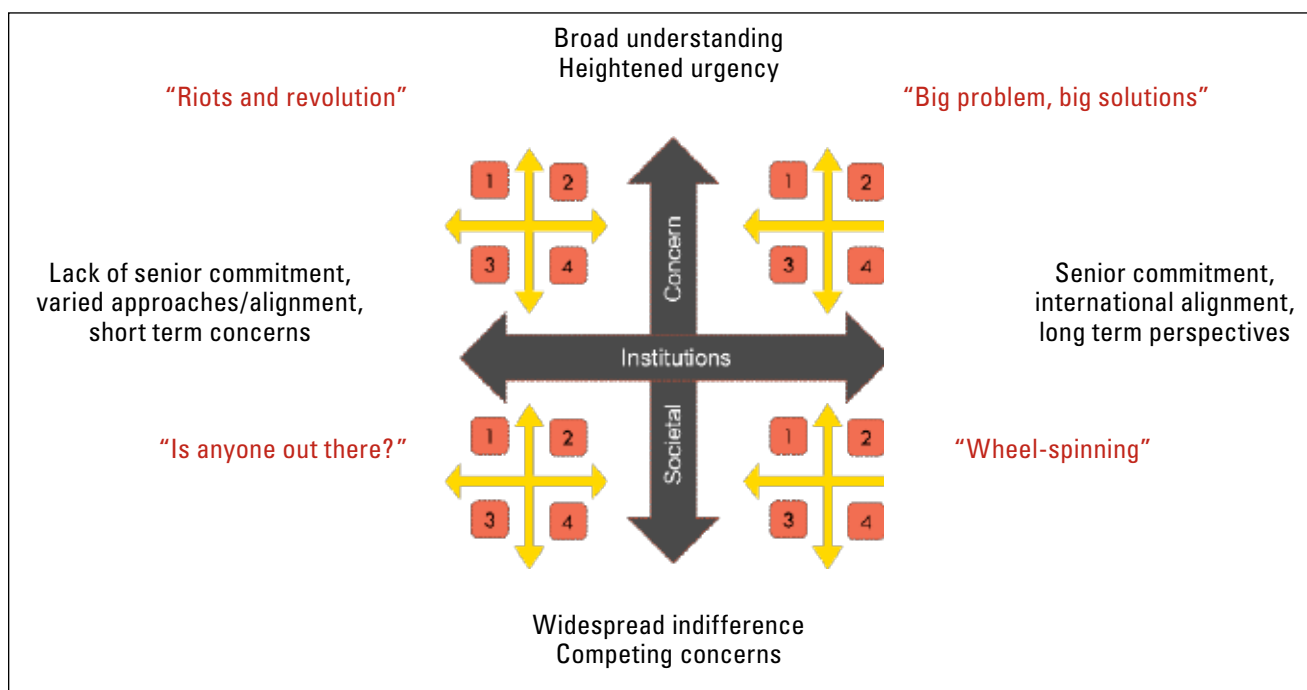 Broad understanding
Heightened urgency
“Riots and revolution”
“Big problem, big solutions”
1 2
3 4
1 2
3 4
Concern
Lack of senior commitment,
varied approaches/alignment,
short term concerns
Senior commitment,
international alignment,
long term perspectives
Institutions
Societal
“Is anyone out there?”
“Wheel-spinning”
1 2
3 4
1 2
3 4
Widespread indifference
Competing concerns